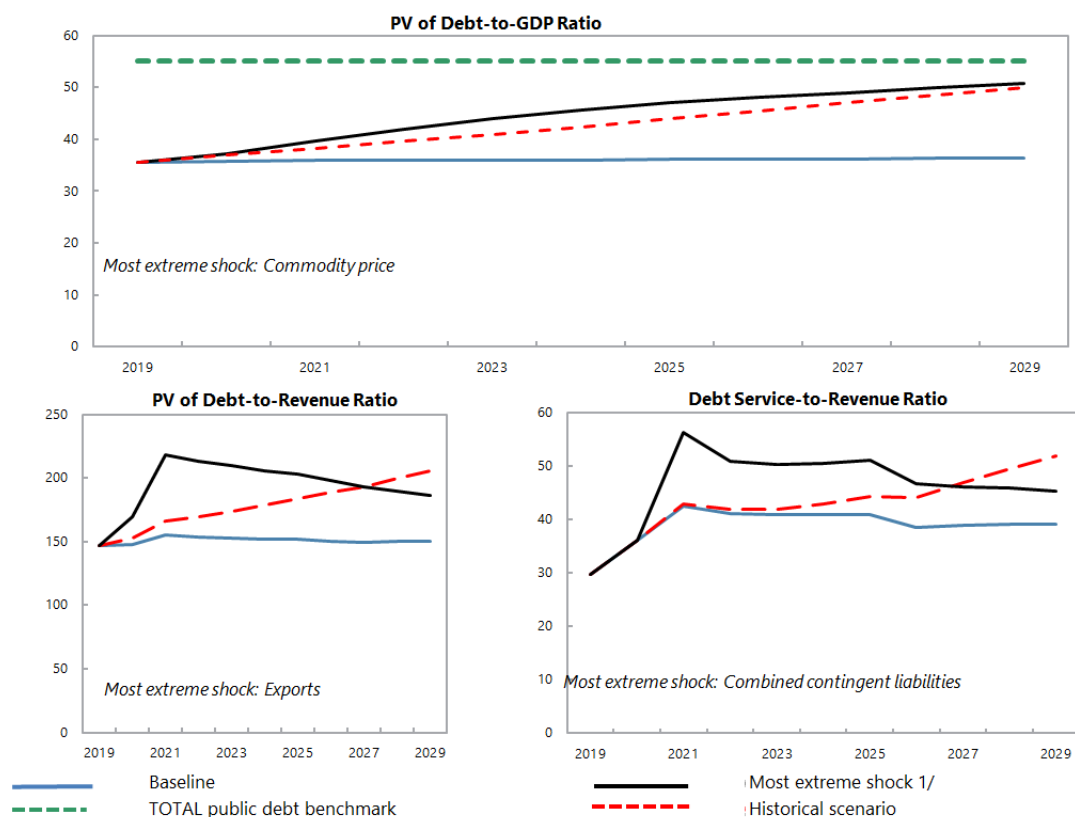 PV of Debt-to-GDP Ratio
60
50
40
30
20
10
0
Most extreme shock: Commodity price
2019 2021 2023 2025 2027 2029
PV of Debt-to-Revenue Ratio
250
200
150
100
50
0
Most extreme shock: Exports
2019 2021 2023 2025 2027 2029
Debt Service-to-Revenue Ratio
60
50
40
30
20
10
0
Most extreme shock: Combined contingent liabilities
2019 2021 2023 2025 2027 2029
Baseline
Most extreme shock 1/
TOTAL public debt benchmark
Historical scenario